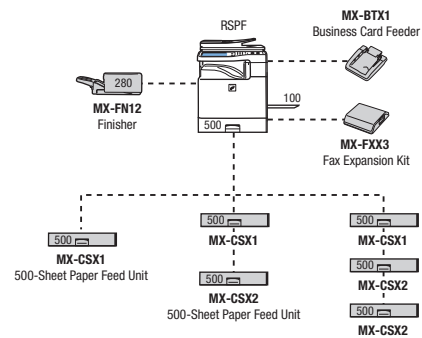 RSPF
MX-BTX1
Business Card Feeder
280
MX-FN12
Finisher
100
500
MX-FXX3
Fax Expansion Kit
500
MX-CSX1
500-Sheet Paper Feed Unit
500
MX-CSX1
500
MX-CSX2
500-Sheet Paper Feed Unit
500
MX-CSX1
500
MX-CSX2
500
MX-CSX2